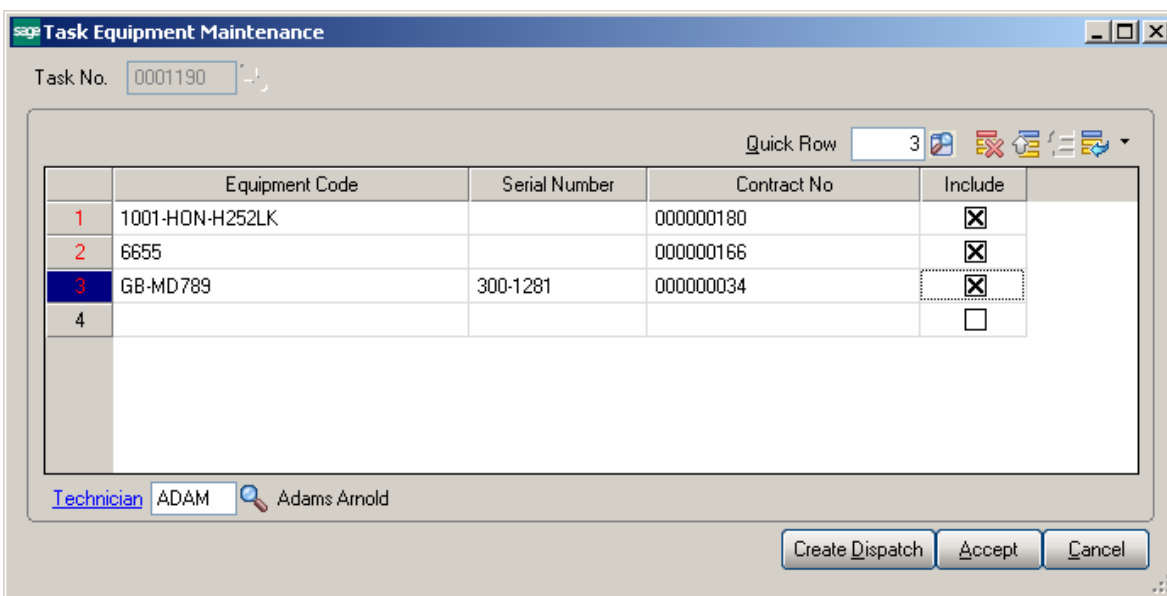 sage Task Equipment Maintenance
Task No. 0001190
Quick Row 3
Equipment Code Serial Number Contract No Include
1 1001-HON-H252LK 000000180
2 6655 000000166
3 GB-MD789 300-1281 000000034
4
Technician ADAM Adams Arnold
Create Dispatch Accept Cancel